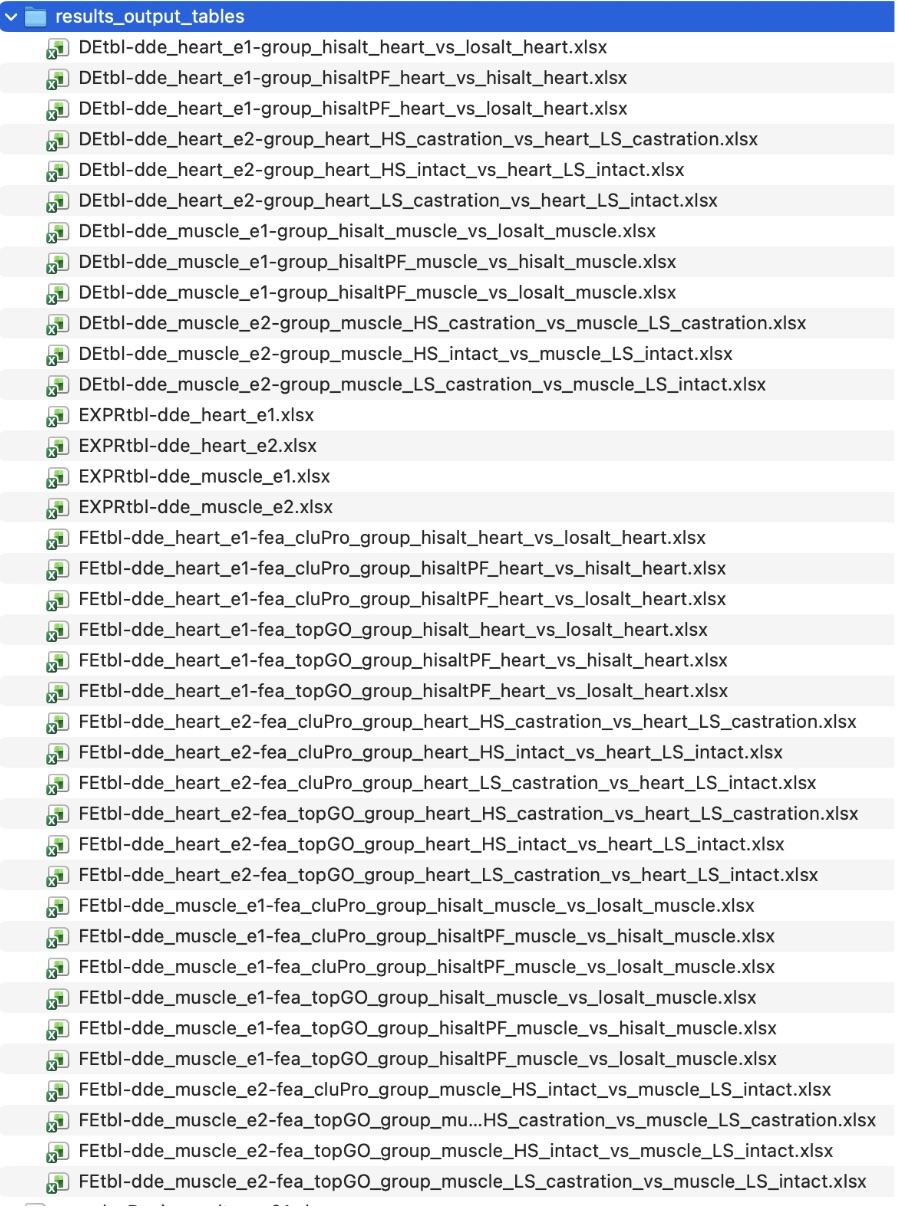 results_output_tables
DEtbl-dde_heart_e1-group_hisalt_heart_vs_losalt_heart.xlsx
DEtbl-dde_heart_e1-group_hisaltPF_heart_vs_hisalt_heart.xlsx
DEtbl-dde_heart_e1-group_hisaltPF_heart_vs_losalt_heart.xlsx
DEtbl-dde_heart_e2-group_heart_HS_castration_vs_heart_LS_castration.xlsx
DEtbl-dde_heart_e2-group_heart_HS_intact_vs_heart_LS_intact.xlsx
DEtbl-dde_heart_e2-group_heart_LS_castration_vs_heart_LS_intact.xlsx
DEtbl-dde_muscle_e1-group_hisalt_muscle_vs_losalt_muscle.xlsx
DEtbl-dde_muscle_e1-group_hisaltPF_muscle_vs_hisalt_muscle.xlsx
DEtbl-dde_muscle_e1-group_hisaltPF_muscle_vs_losalt_muscle.xlsx
DEtbl-dde_muscle_e2-group_muscle_HS_castration_vs_muscle_LS_castration.xlsx
DEtbl-dde_muscle_e2-group_muscle_HS_intact_vs_muscle_LS_intact.xlsx
DEtbl-dde_muscle_e2-group_muscle_LS_castration_vs_muscle_LS_intact.xlsx
EXPRtbl-dde_heart_e1.xlsx
EXPRtbl-dde_heart_e2.xlsx
EXPRtbl-dde_muscle_e1.xlsx
EXPRtbl-dde_muscle_e2.xlsx
FEtbl-dde_heart_e1-fea_cluPro_group_hisalt_heart_vs_losalt_heart.xlsx
FEtbl-dde_heart_e1-fea_cluPro_group_hisaltPF_heart_vs_hisalt_heart.xlsx
FEtbl-dde_heart_e1-fea_cluPro_group_hisaltPF_heart_vs_losalt_heart.xlsx
FEtbl-dde_heart_e1-fea_topGO_group_hisalt_heart_vs_losalt_heart.xlsx
FEtbl-dde_heart_e1-fea_topGO_group_hisaltPF_heart_vs_hisalt_heart.xlsx
FEtbl-dde_heart_e1-fea_topGO_group_hisaltPF_heart_vs_losalt_heart.xlsx
FEtbl-dde_heart_e2-fea_cluPro_group_heart_HS_castration_vs_heart_LS_castration.xlsx
FEtbl-dde_heart_e2-fea_cluPro_group_heart_HS_intact_vs_heart_LS_intact.xlsx
FEtbl-dde_heart_e2-fea_cluPro_group_heart_LS_castration_vs_heart_LS_intact.xlsx
FEtbl-dde_heart_e2-fea_topGO_group_heart_HS_castration_vs_heart_LS_castration.xlsx
FEtbl-dde_heart_e2-fea_topGO_group_heart_HS_intact_vs_heart_LS_intact.xlsx
FEtbl-dde_heart_e2-fea_topGO_group_heart_LS_castration_vs_heart_LS_intact.xlsx
FEtbl-dde_muscle_e1-fea_cluPro_group_hisalt_muscle_vs_losalt_muscle.xlsx
FEtbl-dde_muscle_e1-fea_cluPro_group_hisaltPF_muscle_vs_hisalt_muscle.xlsx
FEtbl-dde_muscle_e1-fea_cluPro_group_hisaltPF_muscle_vs_losalt_muscle.xlsx
FEtbl-dde_muscle_e1-fea_topGO_group_hisalt_muscle_vs_losalt_muscle.xlsx
FEtbl-dde_muscle_e1-fea_topGO_group_hisaltPF_muscle_vs_hisalt_muscle.xlsx
FEtbl-dde_muscle_e1-fea_topGO_group_hisaltPF_muscle_vs_losalt_muscle.xlsx
FEtbl-dde_muscle_e2-fea_cluPro_group_muscle_HS_intact_vs_muscle_LS_intact.xlsx
FEtbl-dde_muscle_e2-fea_topGO_group_mu...HS_castration_vs_muscle_LS_castration.xlsx
FEtbl-dde_muscle_e2-fea_topGO_group_muscle_HS_intact_vs_muscle_LS_intact.xlsx
FEtbl-dde_muscle_e2-fea_topGO_group_muscle_LS_castration_vs_muscle_LS_intact.xlsx